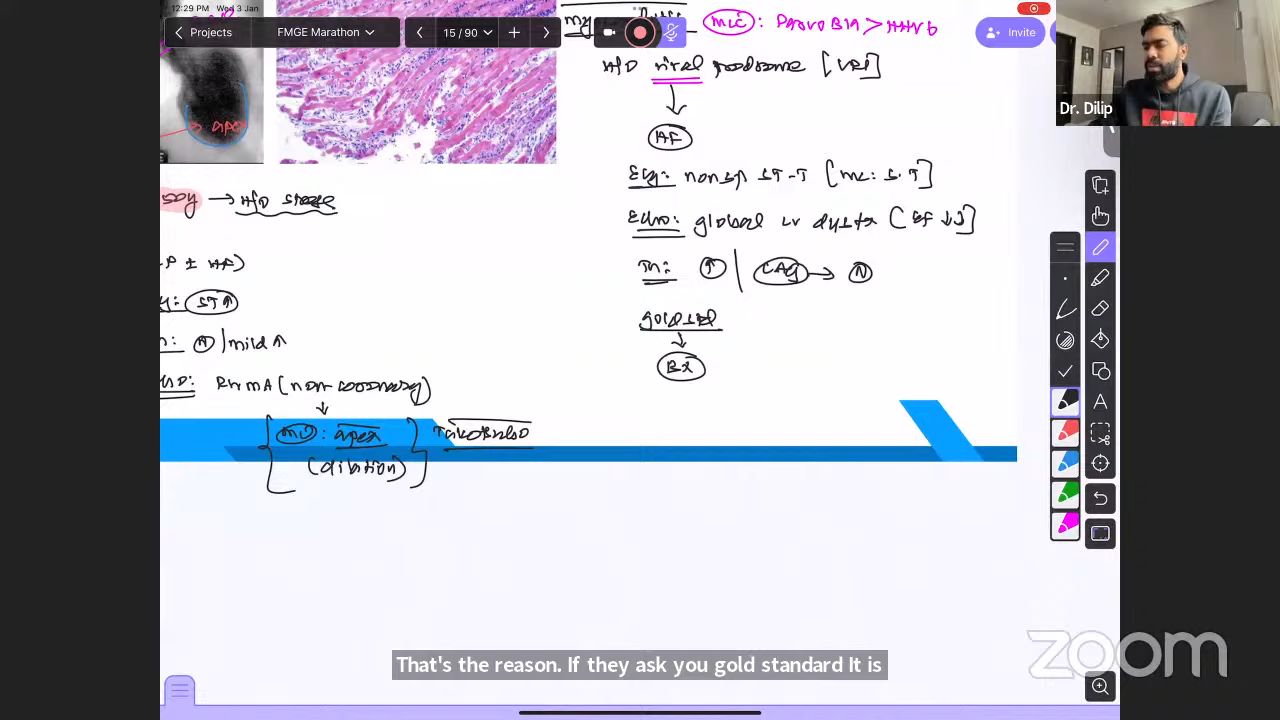 12:29 PM Wed 3 Jan
Projects
FMGE Marathon
15 / 90
Invite
Dr. Dilip
mcc : PARVO B19 > HHV 6
H/O viral prodrome [URI]
HF
ECG: nonsp ST-T [mc: S.T]
Echo: global LV dysfn [EF ↓↓]
↑ | CAG → N
gold std
Bx
apex
→ H/O stress
ST↑
N / mild ↑
RWMA (non coronary)
mc : apex
(dilation)
That's the reason. If they ask you gold standard It is
zoom